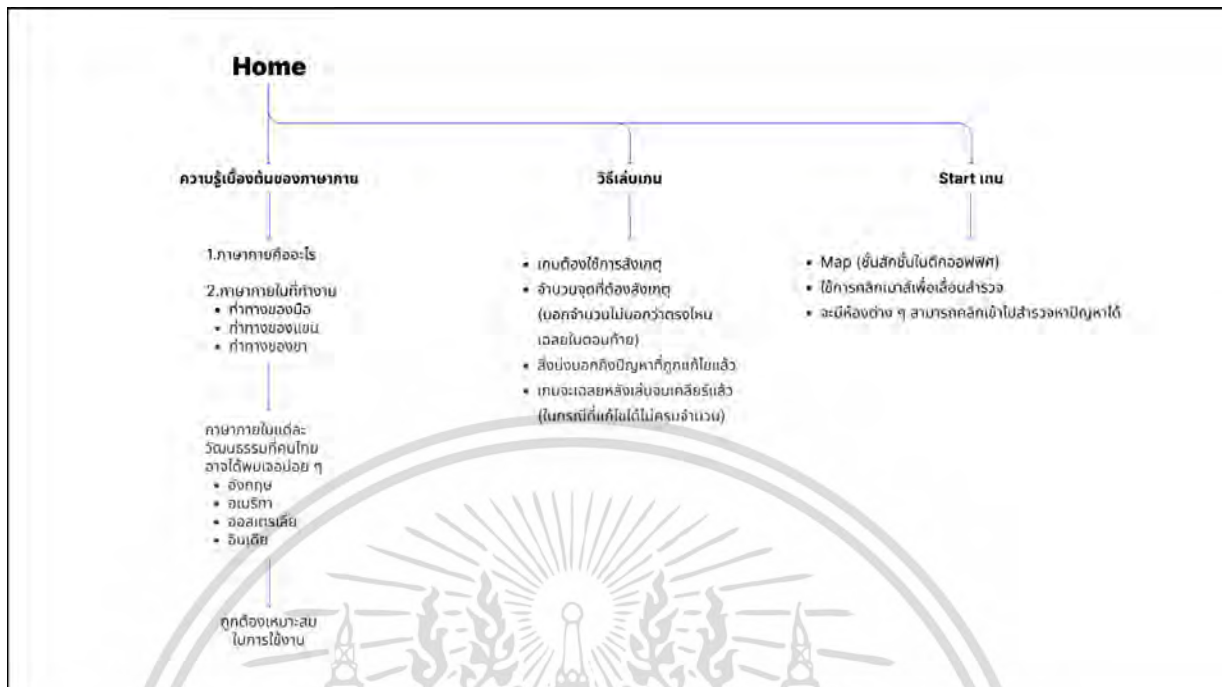 Home
ความรู้เบื้องต้นของภาษากาย
1.ภาษากายคืออะไร
2.ภาษากายในที่ทำงาน
• ท่าทางของมือ
• ท่าทางของแขน
• ท่าทางของขา
ภาษากายในแต่ละ
วัฒนธรรมที่คนไทย
อาจได้พบเจอบ่อย ๆ
• อังกฤษ
• อเมริกา
• ออสเตรเลีย
• อินเดีย
ถูกต้องเหมาะสม
ในการใช้งาน
วิธีเล่นเกม
• เกมต้องใช้การสังเกตุ
• จำนวนจุดที่ต้องสังเกตุ
(บอกจำนวนไม่บอกว่าตรงไหน
เฉลยในตอนท้าย)
• สิ่งบ่งบอกถึงปัญหาที่ถูกแก้ไขแล้ว
• เกมจะเฉลยหลังเล่นจบเคลียร์แล้ว
(ในกรณีที่แก้ไขได้ไม่ครบจำนวน)
Start เกม
• Map (ชั้นสักชั้นในตึกออฟฟิศ)
• ใช้การคลิกเมาส์เพื่อเลื่อนสำรวจ
• จะมีห้องต่าง ๆ สามารถคลิกเข้าไปสำรวจหาปัญหาได้